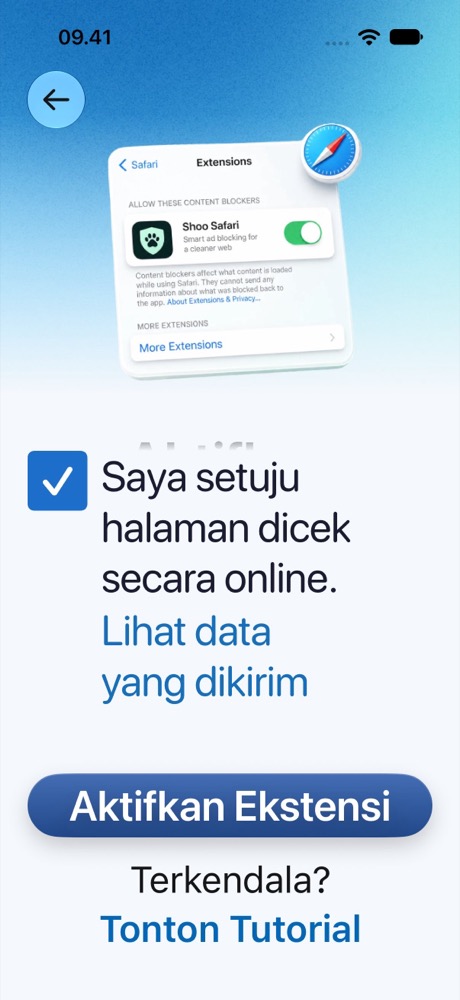 09.41
Safari
Extensions
ALLOW THESE CONTENT BLOCKERS
Shoo Safari
Smart ad blocking for
a cleaner web
Content blockers affect what content is loaded
while using Safari. They cannot send any
information about what was blocked back to
the app. About Extensions & Privacy...
MORE EXTENSIONS
More Extensions
Saya setuju
halaman dicek
secara online.
Lihat data
yang dikirim
Aktifkan Ekstensi
Terkendala?
Tonton Tutorial